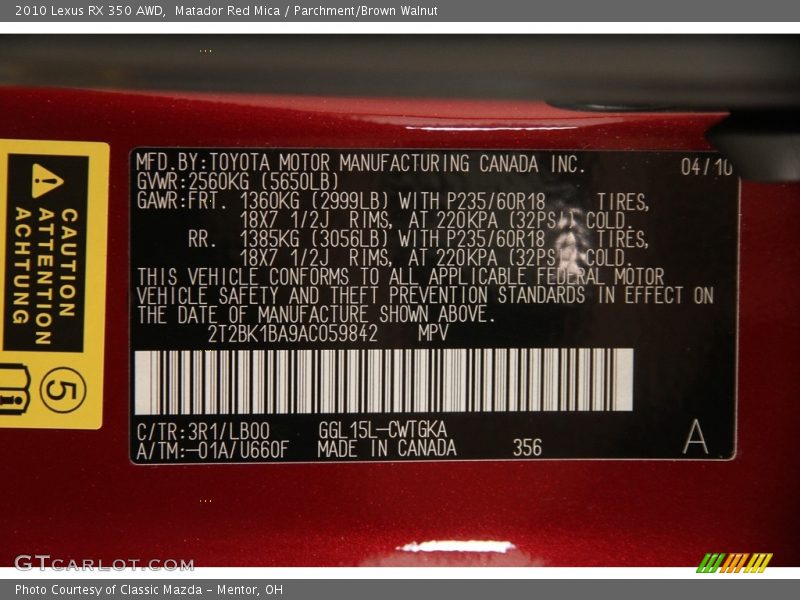 2010 Lexus RX 350 AWD,  Matador Red Mica / Parchment/Brown Walnut
MFD.BY:TOYOTA MOTOR MANUFACTURING CANADA INC. 04/10
GVWR:2560KG (5650LB)
GAWR:FRT. 1360KG (2999LB) WITH P235/60R18 TIRES,
18X7 1/2J RIMS, AT 220KPA (32PSI) COLD.
RR. 1385KG (3056LB) WITH P235/60R18 TIRES,
18X7 1/2J RIMS, AT 220KPA (32PSI) COLD.
THIS VEHICLE CONFORMS TO ALL APPLICABLE FEDERAL MOTOR
VEHICLE SAFETY AND THEFT PREVENTION STANDARDS IN EFFECT ON
THE DATE OF MANUFACTURE SHOWN ABOVE.
2T2BK1BA9AC059842 MPV
C/TR:3R1/LB00 GGL15L-CWTGKA
A/TM:-01A/U660F MADE IN CANADA 356 A
CAUTION
ATTENTION
ACHTUNG
5
GTCARLOT.COM
Photo Courtesy of Classic Mazda - Mentor, OH